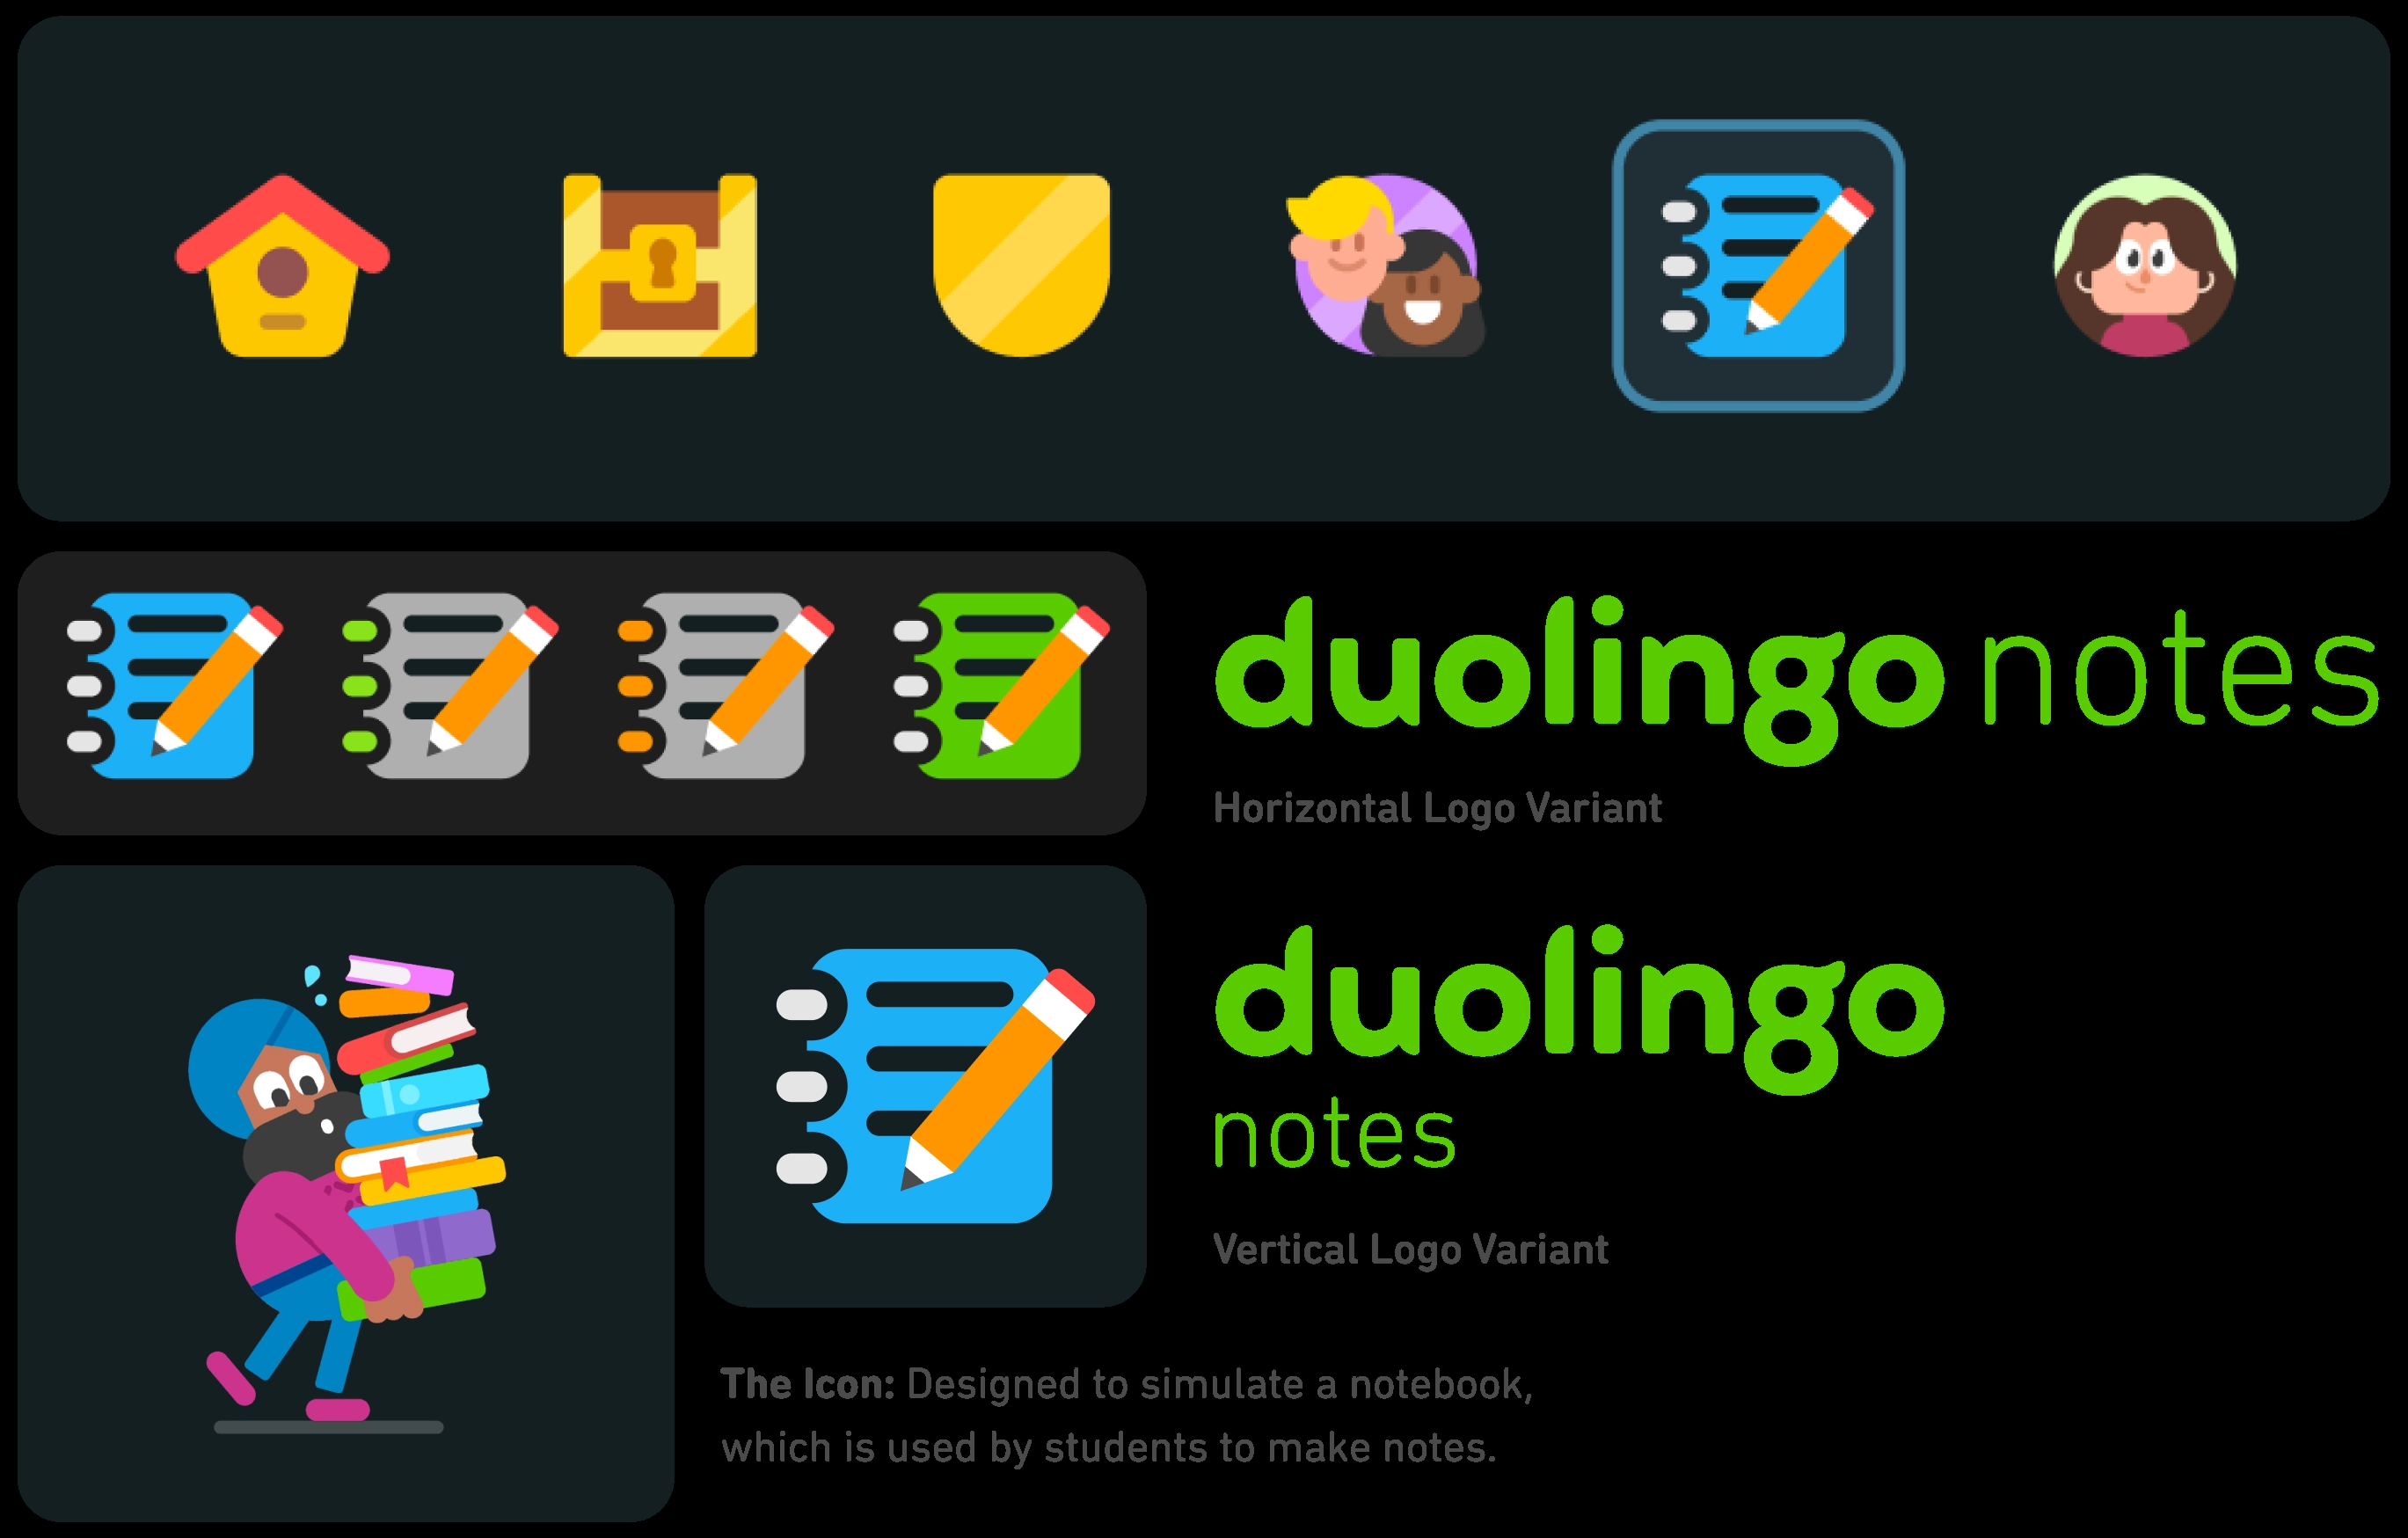 duolingo notes
Horizontal Logo Variant
duolingo
notes
Vertical Logo Variant
The Icon: Designed to simulate a notebook,
which is used by students to make notes.